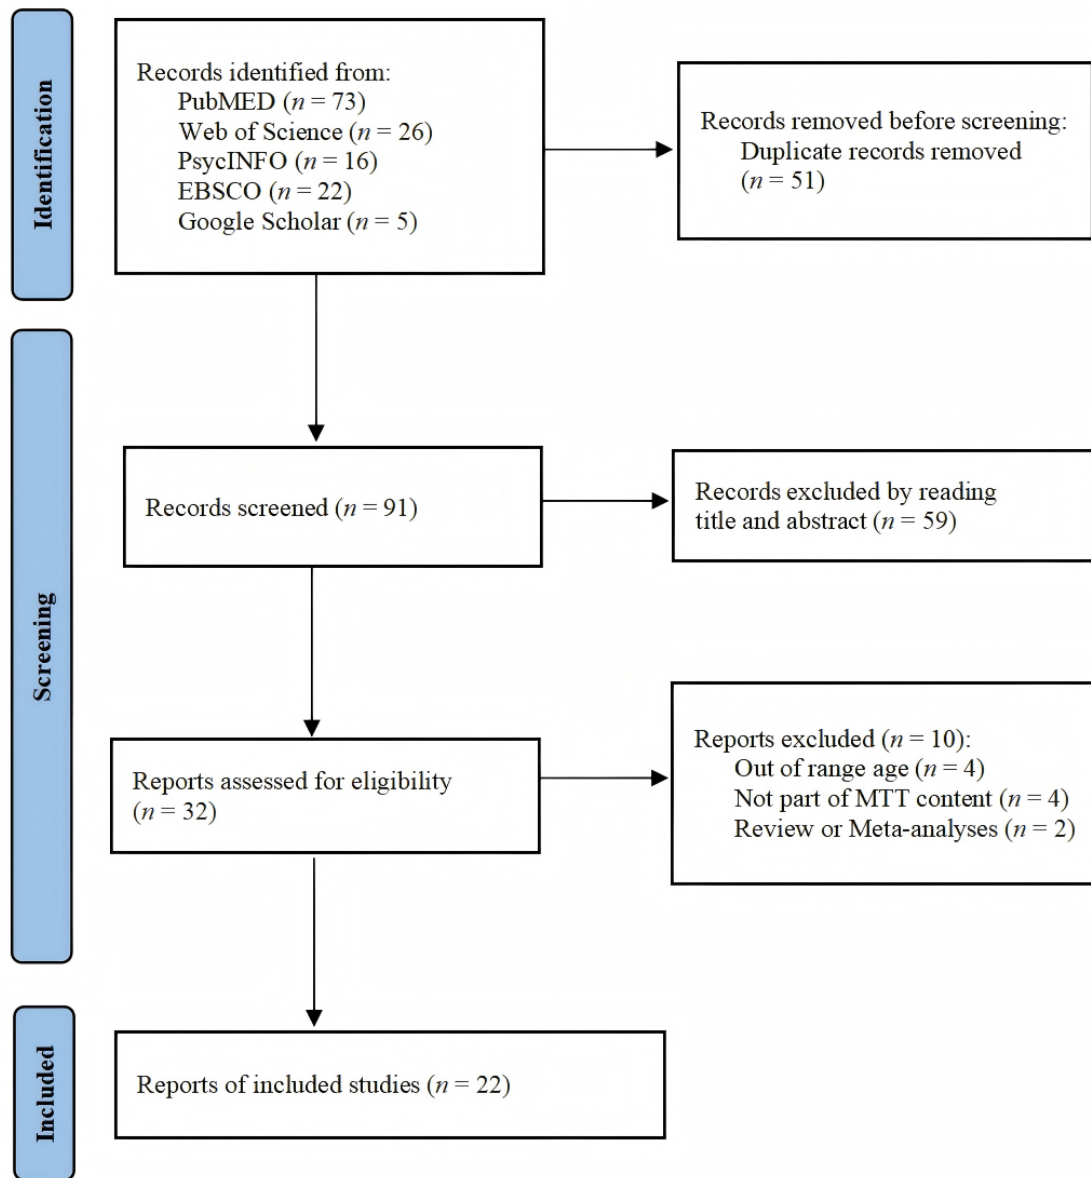 Identification
Records identified from:
PubMED (n = 73)
Web of Science (n = 26)
PsycINFO (n = 16)
EBSCO (n = 22)
Google Scholar (n = 5)
Records removed before screening:
Duplicate records removed
(n = 51)
Screening
Records screened (n = 91)
Records excluded by reading
title and abstract (n = 59)
Reports assessed for eligibility
(n = 32)
Reports excluded (n = 10):
Out of range age (n = 4)
Not part of MTT content (n = 4)
Review or Meta-analyses (n = 2)
Included
Reports of included studies (n = 22)